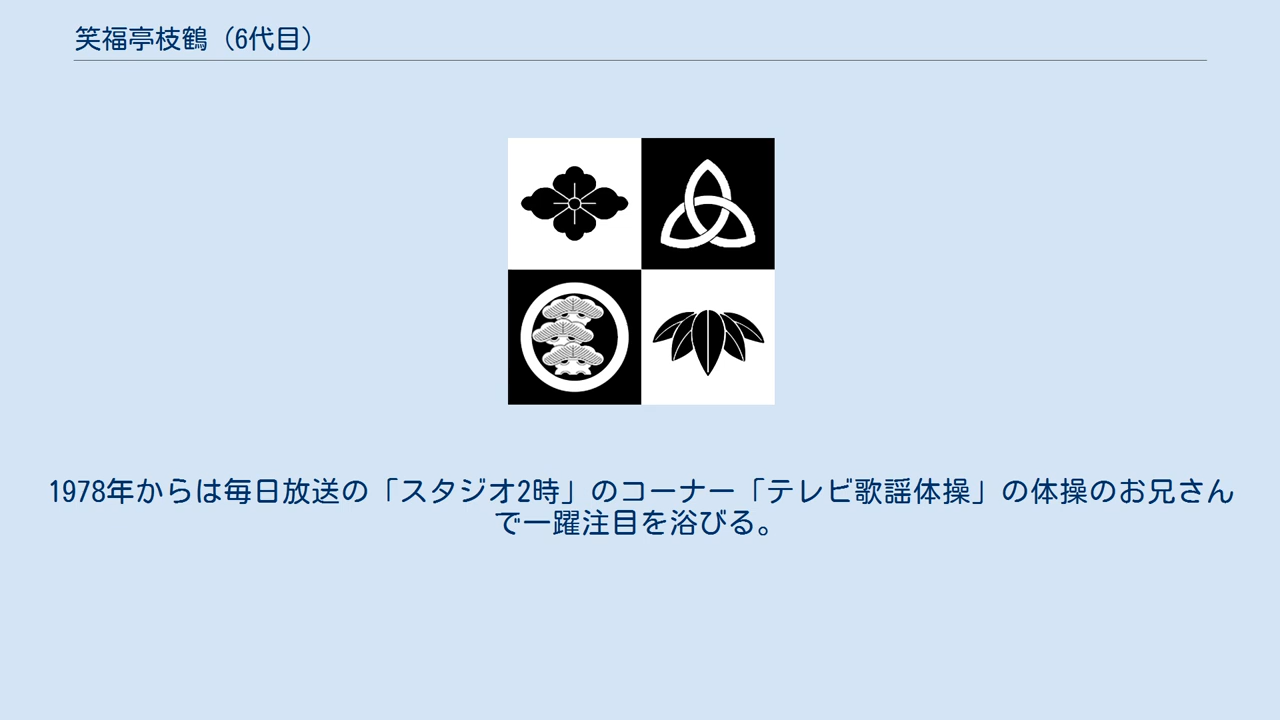 笑福亭枝鶴（6代目）
1978年からは毎日放送の「スタジオ2時」のコーナー「テレビ歌謡体操」の体操のお兄さん
で一躍注目を浴びる。